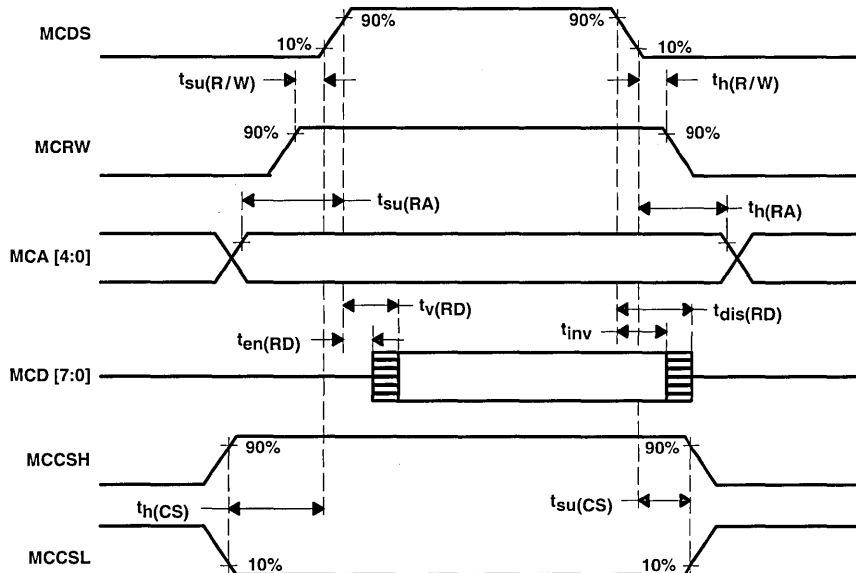 MCDS
90%
90%
10%
10%
tsu(R/W)
th(R/W)
MCRW
90%
90%
tsu(RA)
th(RA)
MCA [4:0]
tv(RD)
tdis(RD)
ten(RD)
tinv
MCD [7:0]
MCCSH
90%
90%
th(CS)
tsu(CS)
MCCSL
10%
10%